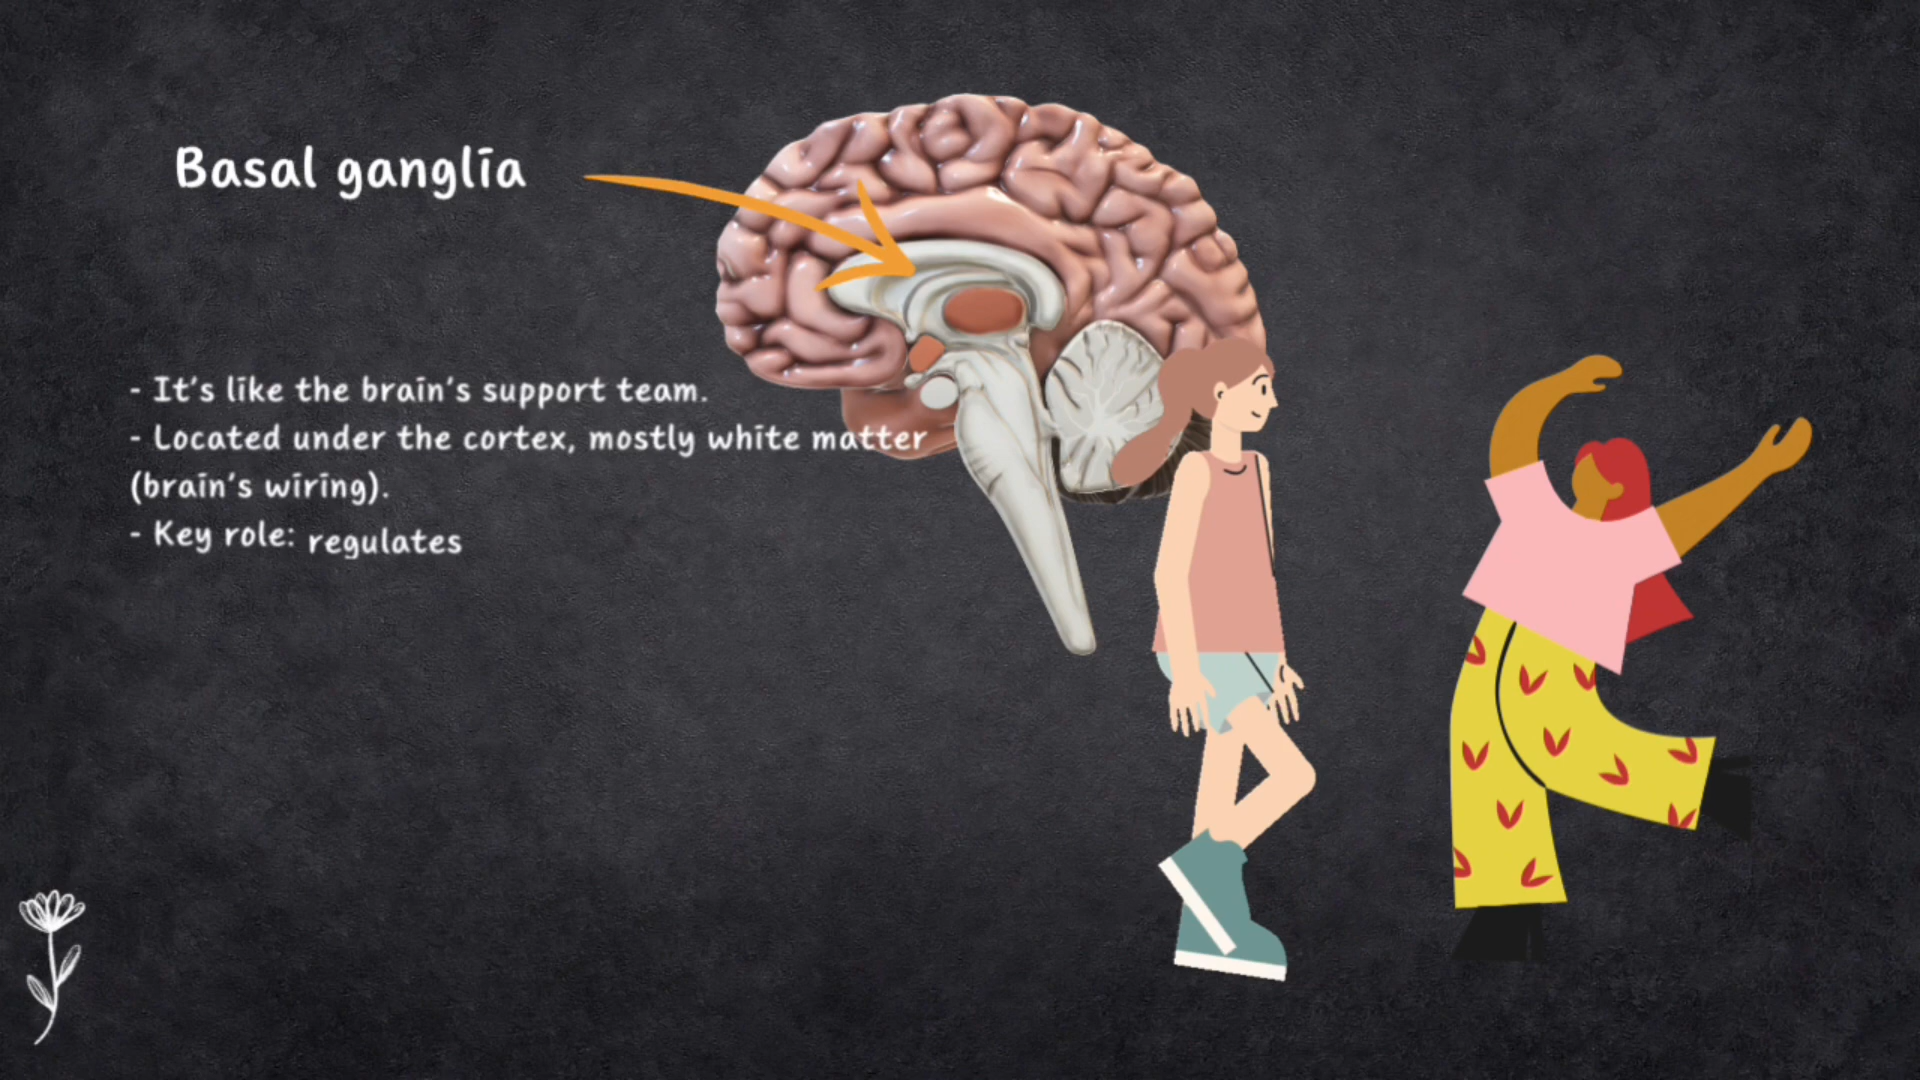 Basal ganglia
- It's like the brain's support team.
- Located under the cortex, mostly white matter
(brain's wiring).
- Key role: regulates